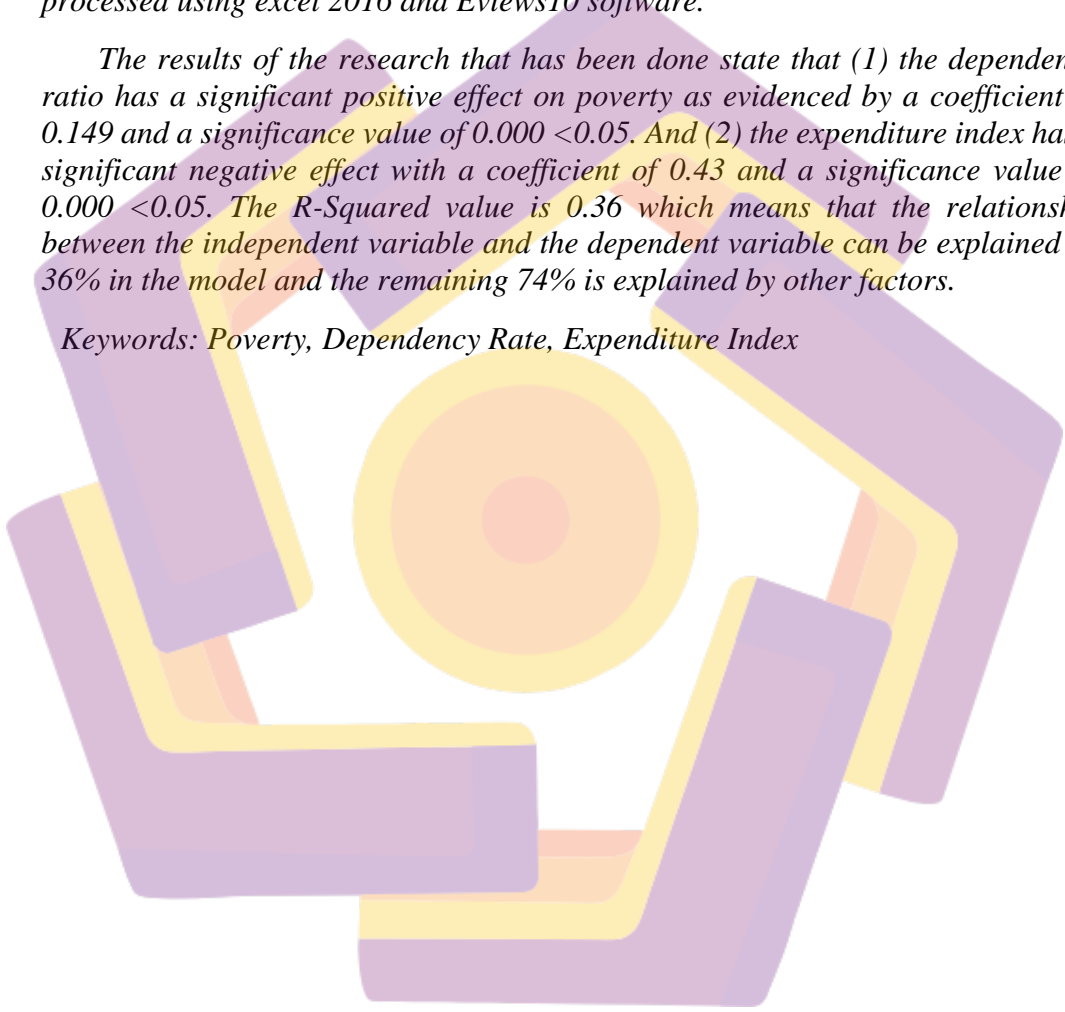 processed using excel 2016 and Eviews10 software.
The results of the research that has been done state that (1) the dependen
ratio has a significant positive effect on poverty as evidenced by a coefficient
0.149 and a significance value of 0.000 <0.05. And (2) the expenditure index ha
significant negative effect with a coefficient of 0.43 and a significance value
0.000 <0.05. The R-Squared value is 0.36 which means that the relationsh
between the independent variable and the dependent variable can be explained
36% in the model and the remaining 74% is explained by other factors.
Keywords: Poverty, Dependency Rate, Expenditure Index